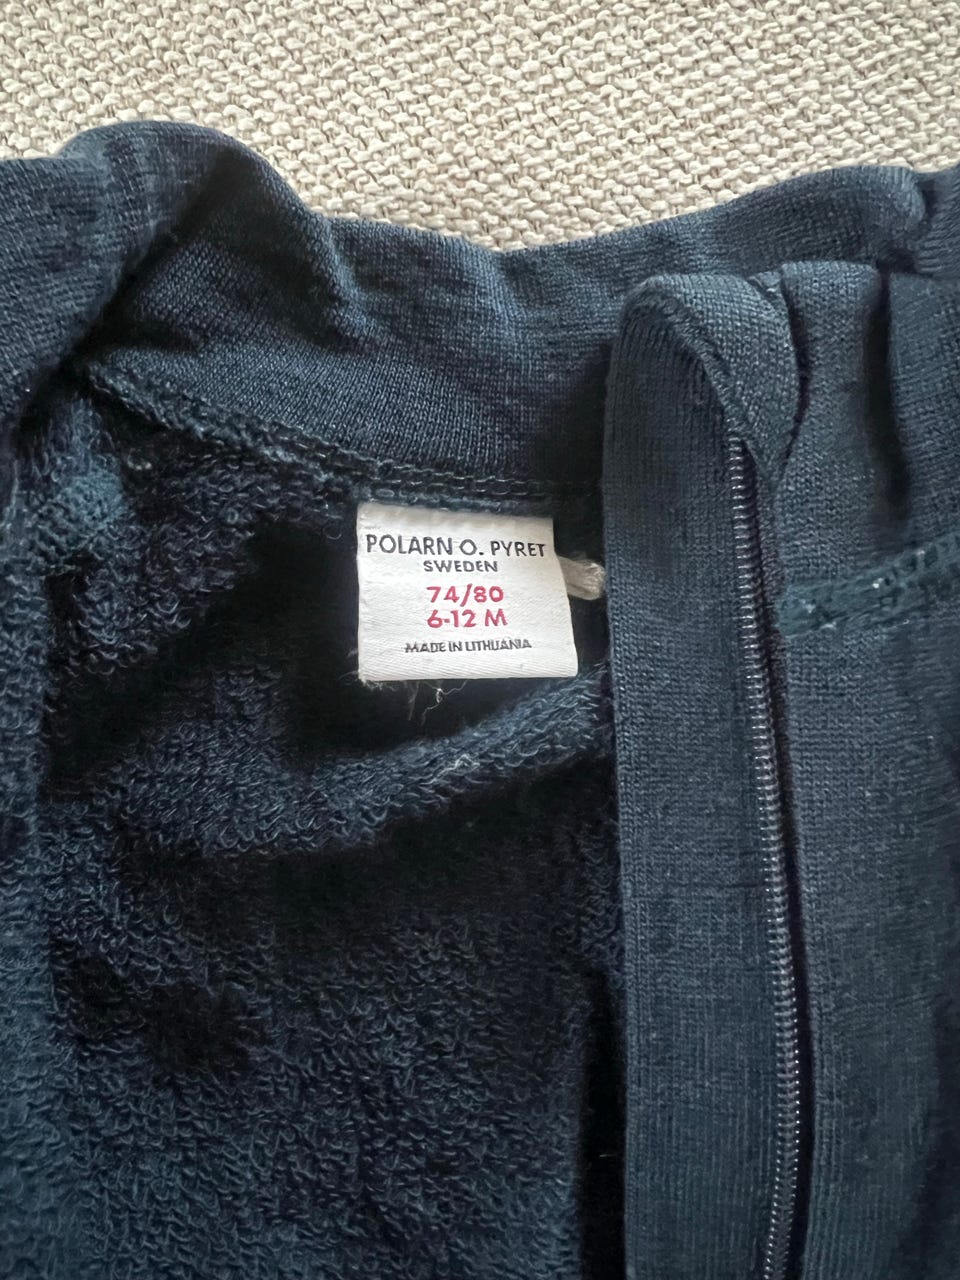 POLARN O. PYRET
SWEDEN
74/80
6-12 M
MADE IN LITHUANIA